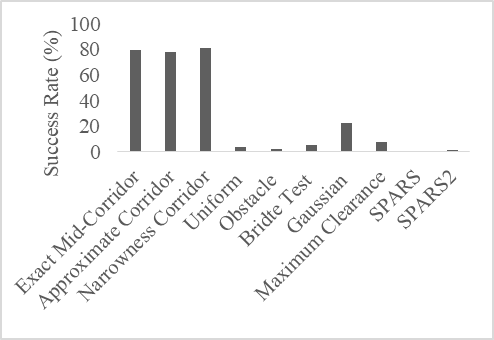 Success Rate (%)
100
80
60
40
20
0
Exact Mid-Corridor
Approximate Corridor
Narrowness Corridor
Uniform
Obstacle
Bridte Test
Gaussian
Maximum Clearance
SPARS
SPARS2